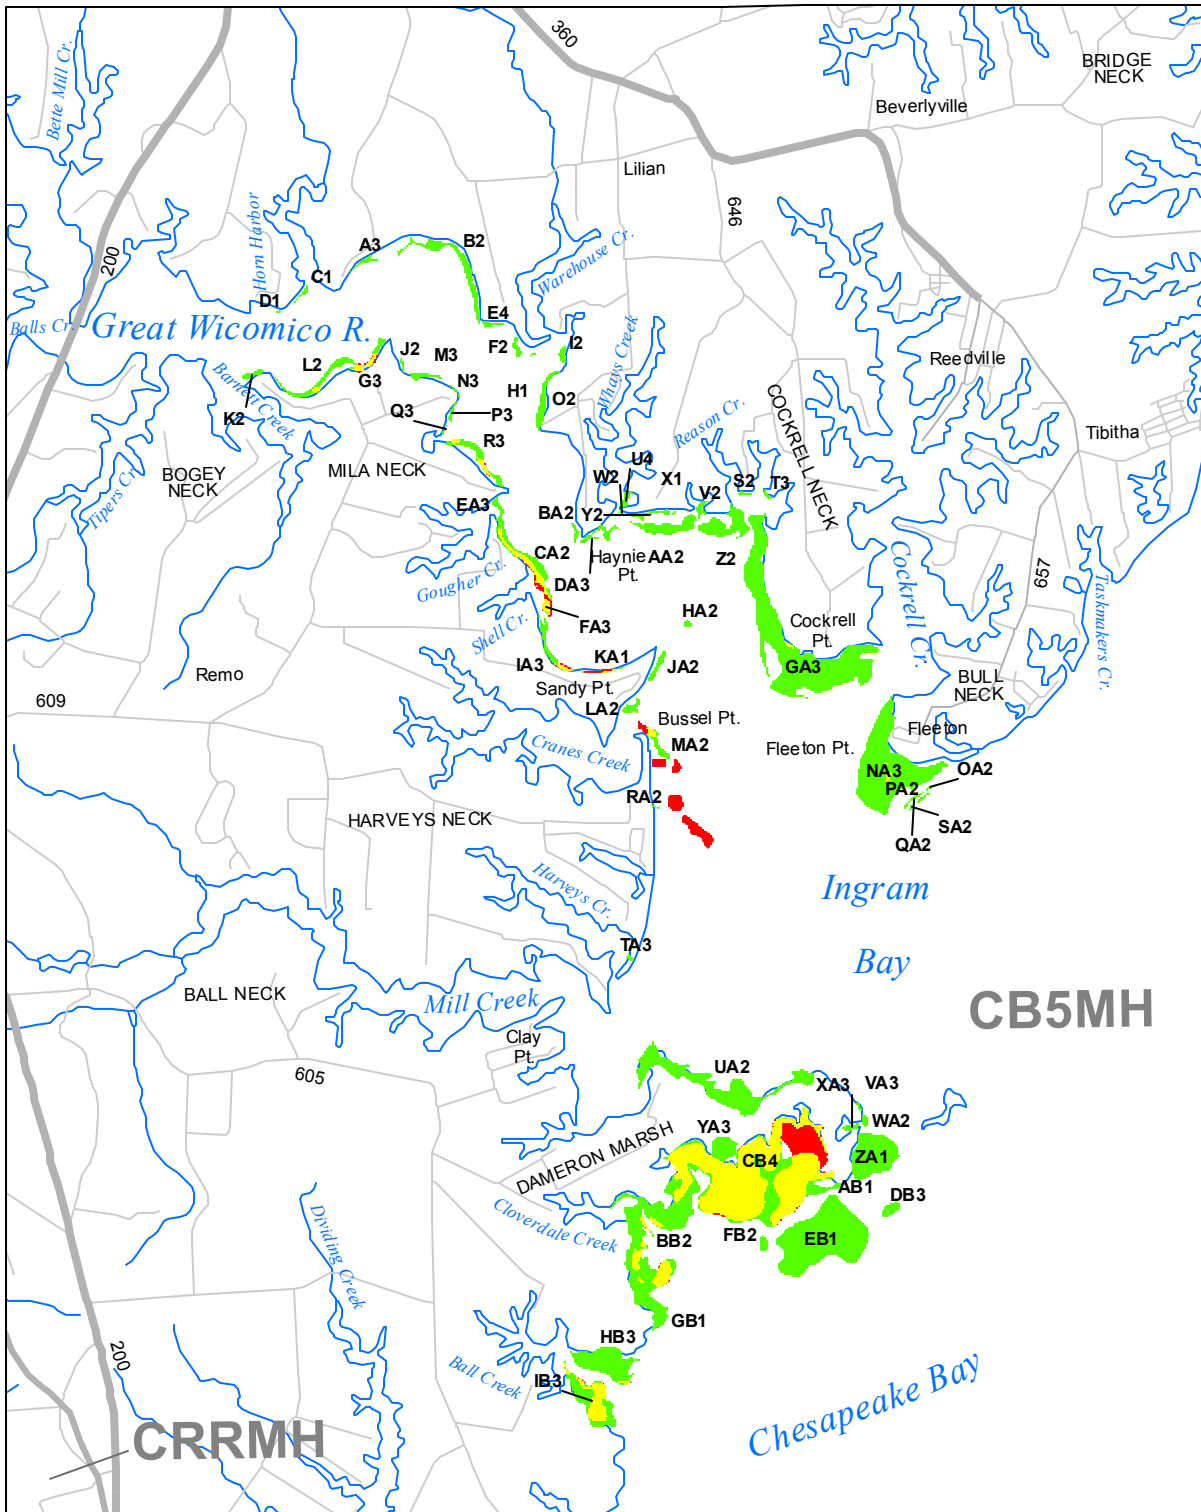 360
Bette Mill Cr.
BRIDGE
NECK
Beverlyville
Lilian
646
200
Horn Harbor
A3
B2
Warehouse Cr.
C1
D1
Balls Cr.
Great Wicomico R.
E4
F2
I2
Whays Creek
Reedville
L2
G3
J2
M3
N3
H1
O2
Barnett Creek
K2
Q3
P3
Reason Cr.
COCKRELL NECK
Tibitha
R3
BOGEY
NECK
MILA NECK
Tipers Cr.
W2
U4
X1
V2
S2
T3
EA3
BA2
Y2
CA2
Haynie
Pt.
AA2
Z2
Cockrell Cr.
657
Taskmakers Cr.
Gougher Cr.
DA3
FA3
HA2
Shell Cr.
Cockrell
Pt.
GA3
IA3
KA1
JA2
Remo
Sandy Pt.
BULL
NECK
609
LA2
Bussel Pt.
Fleeton
Cranes Creek
MA2
Fleeton Pt.
NA3
OA2
PA2
RA2
SA2
QA2
HARVEYS NECK
Harveys Cr.
Ingram
Bay
TA3
BALL NECK
Mill Creek
CB5MH
Clay
Pt.
605
UA2
XA3
VA3
WA2
YA3
DAMERON MARSH
CB4
ZA1
AB1
DB3
Cloverdale Creek
BB2
FB2
EB1
Dividing Creek
GB1
HB3
Ball Creek
IB3
200
Chesapeake Bay
CRRMH